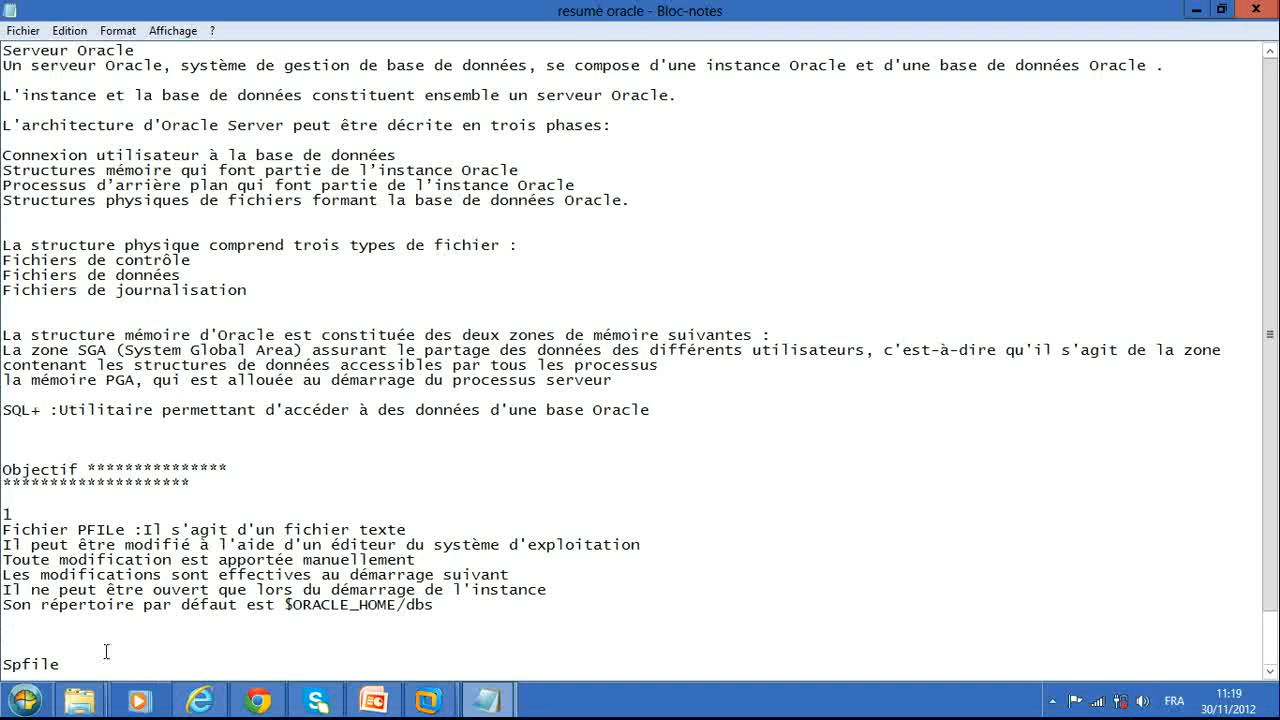 resume oracle - Bloc-notes
Fichier Edition Format Affichage ?
Serveur Oracle
Un serveur Oracle, système de gestion de base de données, se compose d'une instance Oracle et d'une base de données Oracle .
L'instance et la base de données constituent ensemble un serveur Oracle.
L'architecture d'Oracle Server peut être décrite en trois phases:
Connexion utilisateur à la base de données
Structures mémoire qui font partie de l’instance Oracle
Processus d’arrière plan qui font partie de l’instance Oracle
Structures physiques de fichiers formant la base de données Oracle.
La structure physique comprend trois types de fichier :
Fichiers de contrôle
Fichiers de données
Fichiers de journalisation
La structure mémoire d'Oracle est constituée des deux zones de mémoire suivantes :
La zone SGA (System Global Area) assurant le partage des données des différents utilisateurs, c'est-à-dire qu'il s'agit de la zone
contenant les structures de données accessibles par tous les processus
la mémoire PGA, qui est allouée au démarrage du processus serveur
SQL+ :Utilitaire permettant d'accéder à des données d'une base Oracle
Objectif ***************
********************
1
Fichier PFILe :Il s'agit d'un fichier texte
Il peut être modifié à l'aide d'un éditeur du système d'exploitation
Toute modification est apportée manuellement
Les modifications sont effectives au démarrage suivant
Il ne peut être ouvert que lors du démarrage de l'instance
Son répertoire par défaut est $ORACLE_HOME/dbs
Spfile
FRA
11:19
30/11/2012